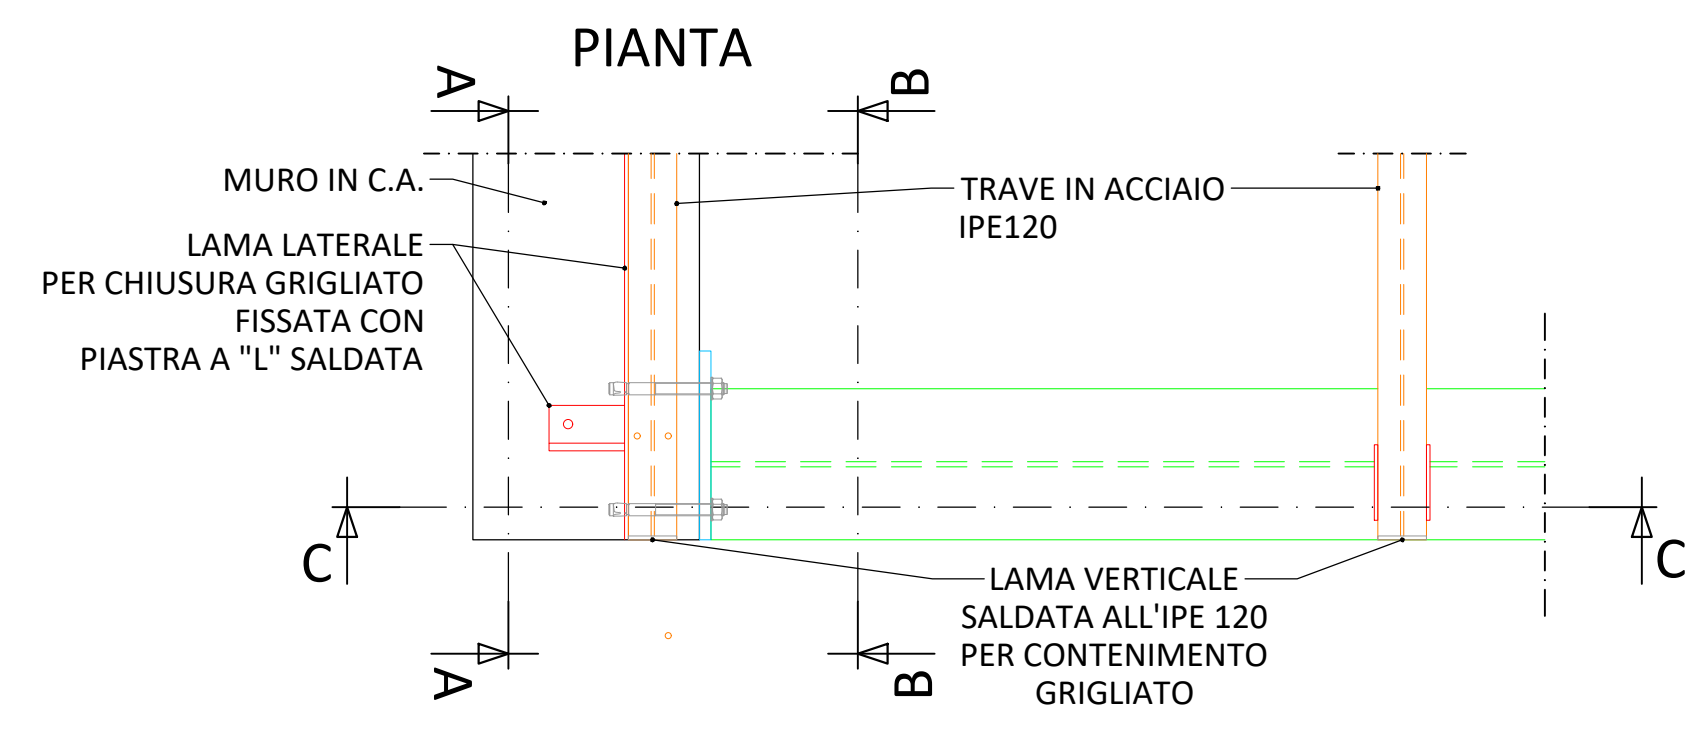 PIANTA
A
B
MURO IN C.A.
LAMA LATERALE
PER CHIUSURA GRIGLIATO
FISSATA CON
PIASTRA A "L" SALDATA
TRAVE IN ACCIAIO
IPE120
C
C
LAMA VERTICALE
SALDATA ALL'IPE 120
PER CONTENIMENTO
GRIGLIATO
A
B